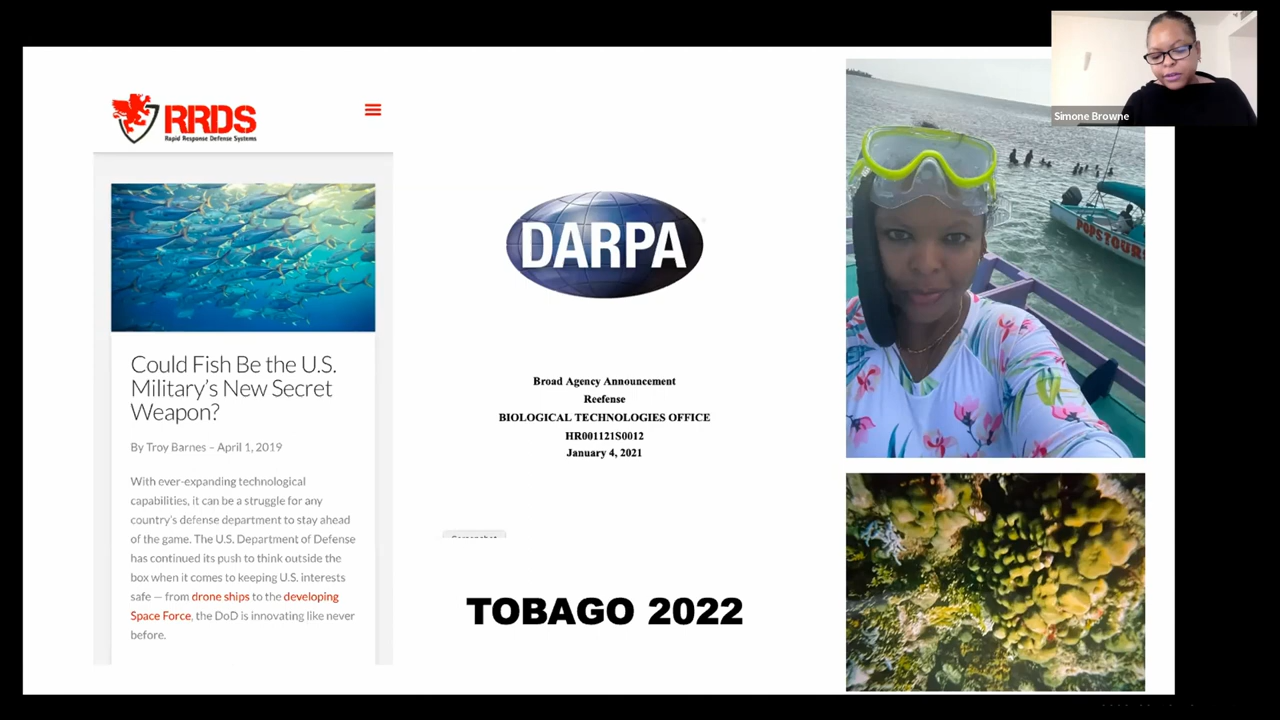 RRDS
Rapid Response Defense Systems
Could Fish Be the U.S.
Military's New Secret
Weapon?
By Troy Barnes – April 1, 2019
With ever-expanding technological
capabilities, it can be a struggle for any
country's defense department to stay ahead
of the game. The U.S. Department of Defense
has continued its push to think outside the
box when it comes to keeping U.S. interests
safe — from drone ships to the developing
Space Force, the DoD is innovating like never
before.
DARPA
Broad Agency Announcement
Reefense
BIOLOGICAL TECHNOLOGIES OFFICE
HR001121S0012
January 4, 2021
Screenshot
TOBAGO 2022
Simone Browne
POPS TOUR